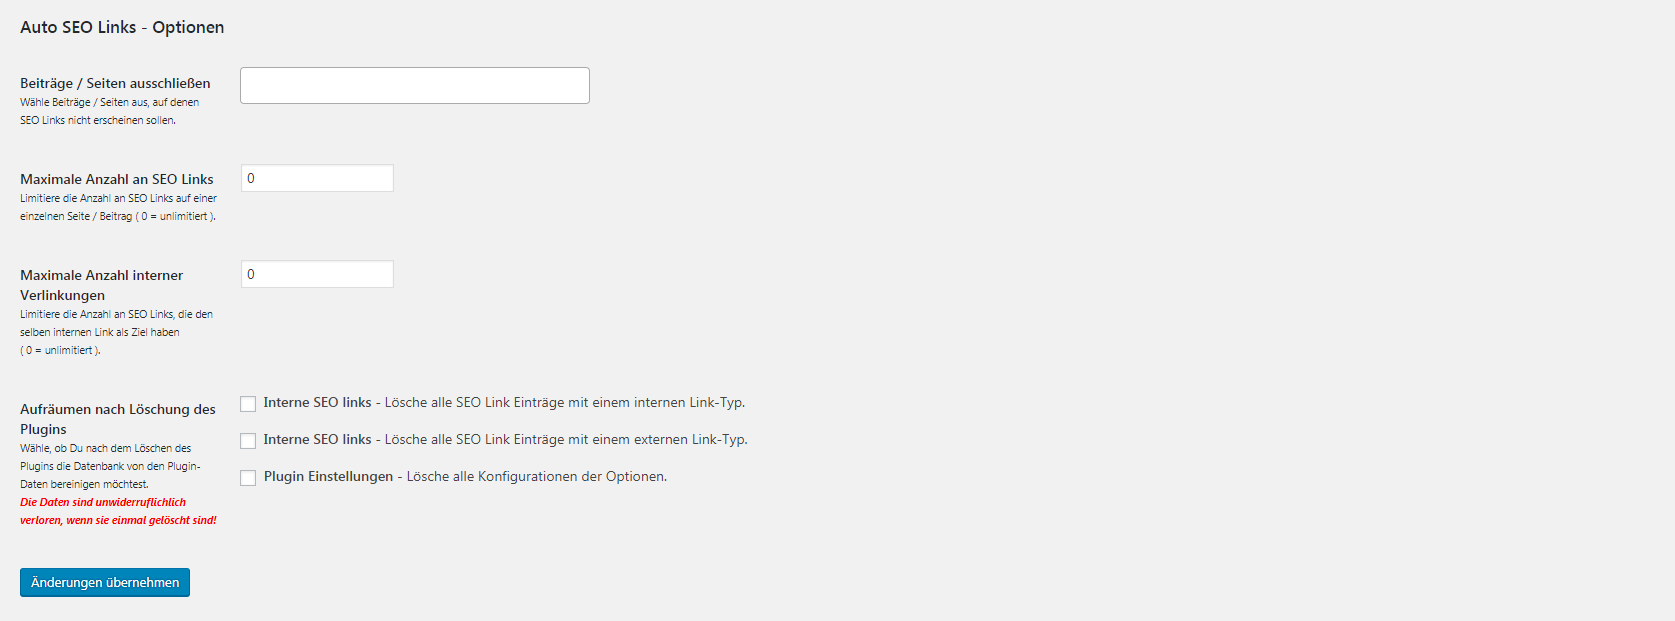 Auto SEO Links - Optionen
Beiträge / Seiten ausschließen
Wähle Beiträge / Seiten aus, auf denen
SEO Links nicht erscheinen sollen.
Maximale Anzahl an SEO Links
0
Limitiere die Anzahl an SEO Links auf einer
einzelnen Seite / Beitrag ( 0 = unlimitiert ).
Maximale Anzahl interner
Verlinkungen
0
Limitiere die Anzahl an SEO Links, die den
selben internen Link als Ziel haben
( 0 = unlimitiert ).
Aufräumen nach Löschung des
Plugins
Wähle, ob Du nach dem Löschen des
Plugins die Datenbank von den Plugin-
Daten bereinigen möchtest.
Die Daten sind unwiderruflichlich
verloren, wenn sie einmal gelöscht sind!
Interne SEO links - Lösche alle SEO Link Einträge mit einem internen Link-Typ.
Interne SEO links - Lösche alle SEO Link Einträge mit einem externen Link-Typ.
Plugin Einstellungen - Lösche alle Konfigurationen der Optionen.
Änderungen übernehmen